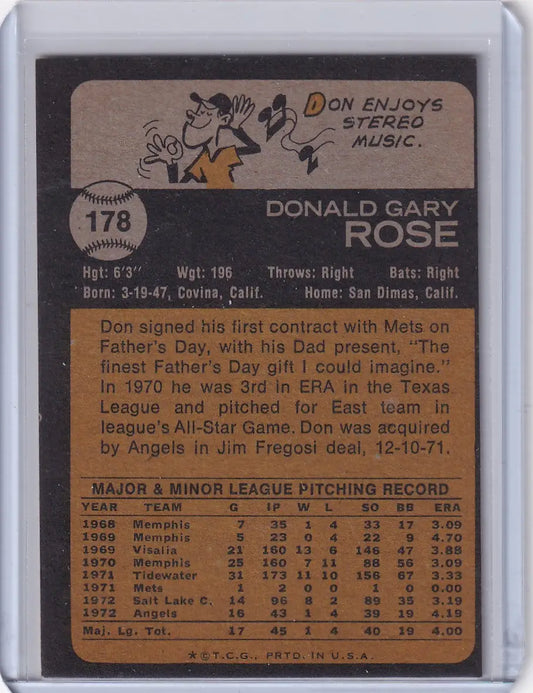 DON ENJOYS
STEREO
MUSIC.
178
DONALD GARY
ROSE
Hgt: 6'3" Wgt: 196 Throws: Right Bats: Right
Born: 3-19-47, Covina, Calif. Home: San Dimas, Calif.
Don signed his first contract with Mets on
Father's Day, with his Dad present, "The
finest Father's Day gift I could imagine."
In 1970 he was 3rd in ERA in the Texas
League and pitched for East team in
league's All-Star Game. Don was acquired
by Angels in Jim Fregosi deal, 12-10-71.
MAJOR & MINOR LEAGUE PITCHING RECORD
YEAR TEAM G IP W L SO BB ERA
1968 Memphis 7 35 1 4 33 17 3.09
1969 Memphis 5 23 0 4 22 9 4.70
1969 Visalia 21 160 13 6 146 47 3.88
1970 Memphis 25 160 7 11 88 56 3.09
1971 Tidewater 31 173 11 10 156 67 3.33
1971 Mets 1 2 0 0 1 0 0.00
1972 Salt Lake C. 14 96 8 2 89 35 3.19
1972 Angels 16 43 1 4 39 19 4.19
Maj. Lg. Tot. 17 45 1 4 40 19 4.00
★©T.C.G., PRTD. IN U.S.A.